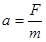 a = F/m